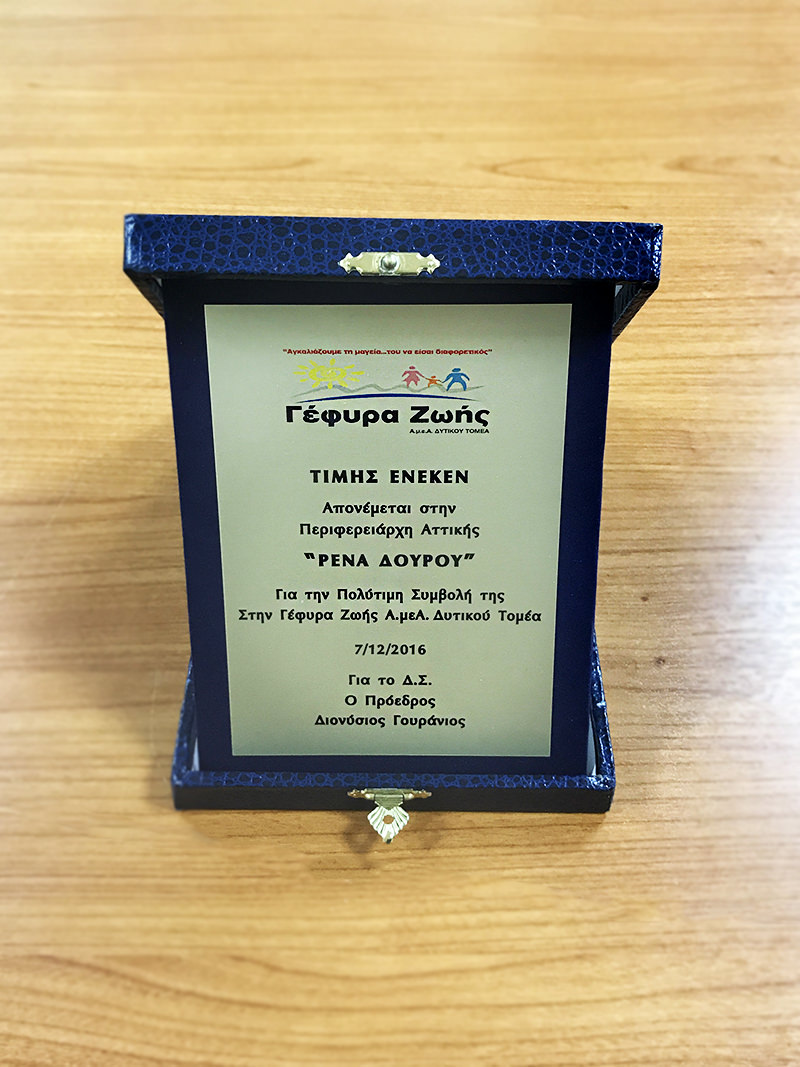 "Αγκαλιάζουμε τη μαγεία...του να είσαι διαφορετικός"
Γέφυρα Ζωής
Α.μ.ε.Α. ΔΥΤΙΚΟΥ ΤΟΜΕΑ
ΤΙΜΗΣ ΕΝΕΚΕΝ
Απονέμεται στην
Περιφερειάρχη Αττικής
"ΡΕΝΑ ΔΟΥΡΟΥ"
Για την Πολύτιμη Συμβολή της
Στην Γέφυρα Ζωής Α.μεΑ. Δυτικού Τομέα
7/12/2016
Για το Δ.Σ.
Ο Πρόεδρος
Διονύσιος Γουράνιος